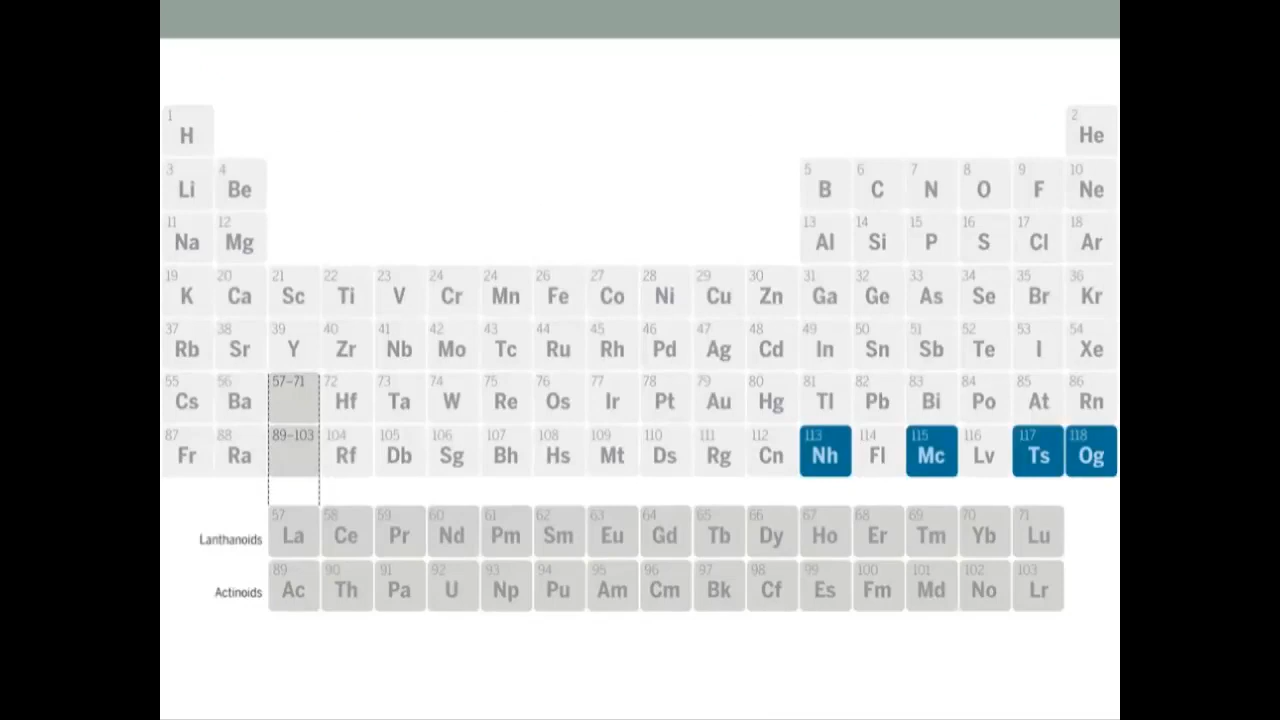 1 2
H He
3 4 5 6 7 8 9 10
Li Be B C N O F Ne
11 12 13 14 15 16 17 18
Na Mg Al Si P S Cl Ar
19 20 21 22 23 24 24 26 27 28 29 30 31 32 33 34 35 36
K Ca Sc Ti V Cr Mn Fe Co Ni Cu Zn Ga Ge As Se Br Kr
37 38 39 40 41 42 43 44 45 46 47 48 49 50 51 52 53 54
Rb Sr Y Zr Nb Mo Tc Ru Rh Pd Ag Cd In Sn Sb Te I Xe
55 56 57–71 72 73 74 75 76 77 78 79 80 81 82 83 84 85 86
Cs Ba Hf Ta W Re Os Ir Pt Au Hg Tl Pb Bi Po At Rn
87 88 89–103 104 105 106 107 108 109 110 111 112 113 114 115 116 117 118
Fr Ra Rf Db Sg Bh Hs Mt Ds Rg Cn Nh Fl Mc Lv Ts Og
57 58 59 60 61 62 63 64 65 66 67 68 69 70 71
Lanthanoids La Ce Pr Nd Pm Sm Eu Gd Tb Dy Ho Er Tm Yb Lu
89 90 91 92 93 94 95 96 97 98 99 100 101 102 103
Actinoids Ac Th Pa U Np Pu Am Cm Bk Cf Es Fm Md No Lr